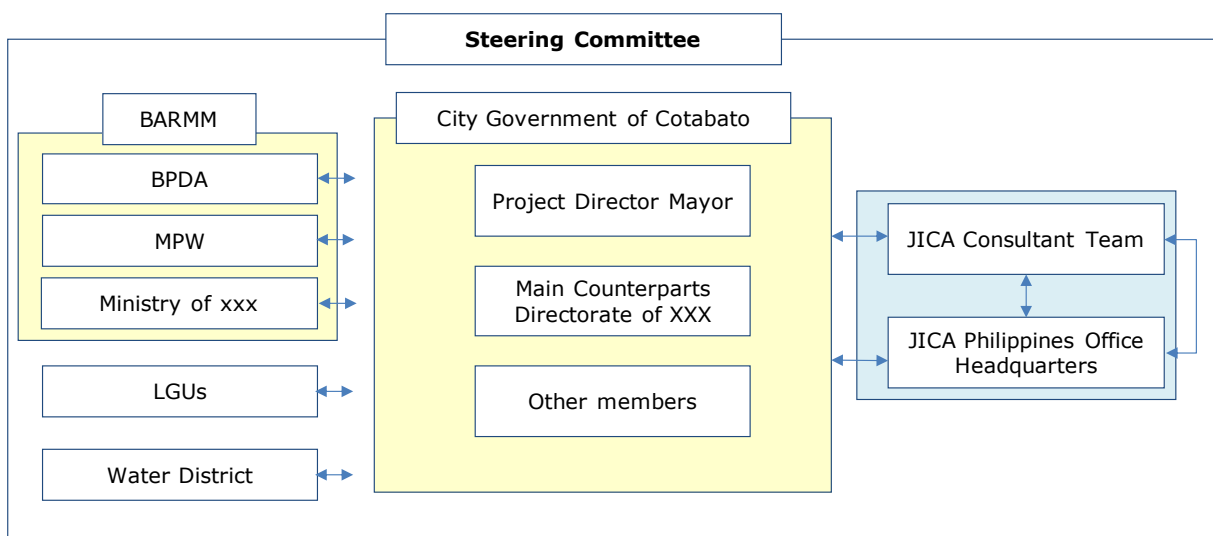 Steering Committee
BARMM
BPDA
MPW
Ministry of xxx
LGUs
Water District
City Government of Cotabato
Project Director Mayor
Main Counterparts
Directorate of XXX
Other members
JICA Consultant Team
JICA Philippines Office
Headquarters